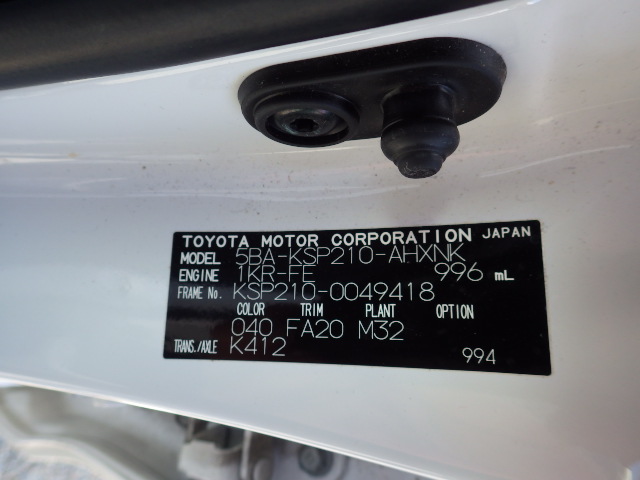 TOYOTA MOTOR CORPORATION JAPAN
MODEL 5BA-KSP210-AHXNK
ENGINE 1KR-FE 996 mL
FRAME No. KSP210-0049418
COLOR TRIM PLANT OPTION
040 FA20 M32
TRANS./AXLE K412
994